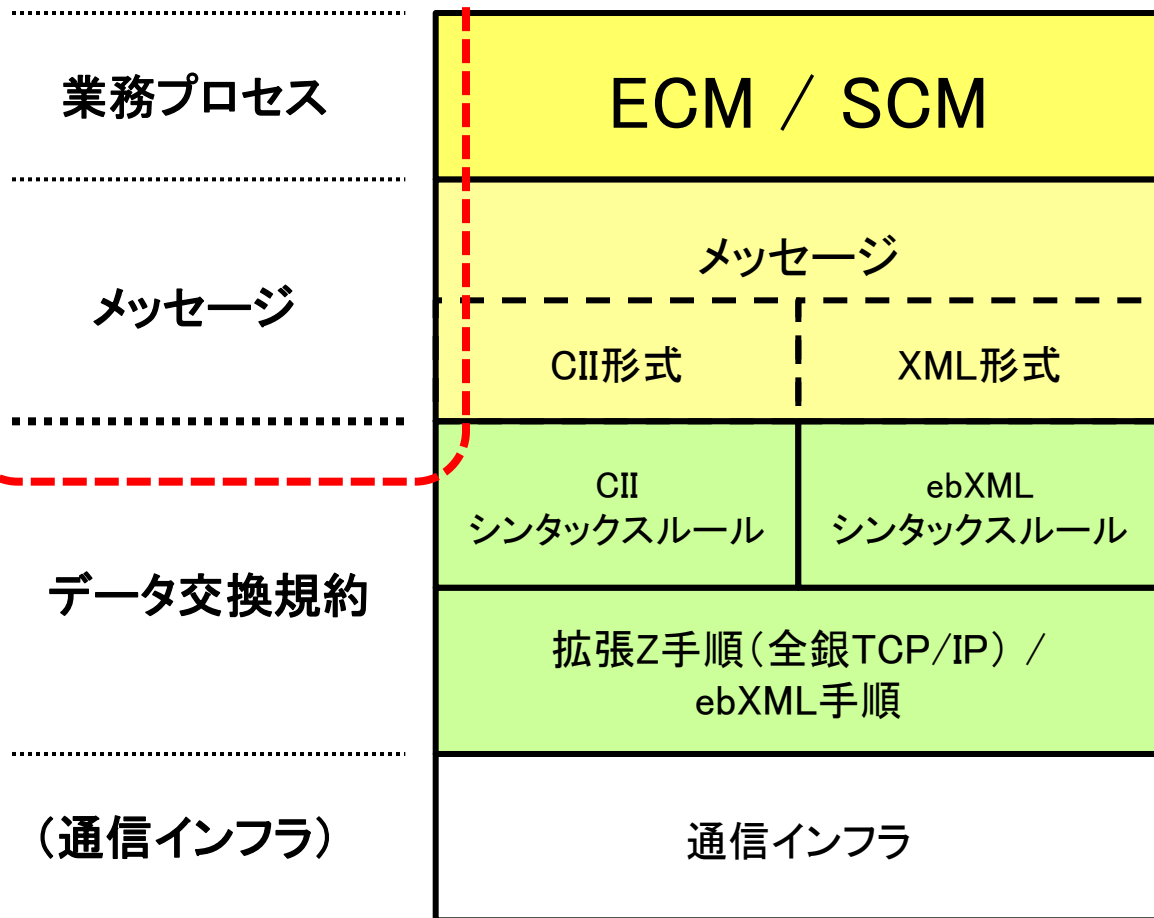 業務プロセス
ECM / SCM
メッセージ
メッセージ
CII形式
XML形式
データ交換規約
CII
シンタックスルール
ebXML
シンタックスルール
拡張Z手順（全銀TCP/IP） /
ebXML手順
（通信インフラ）
通信インフラ